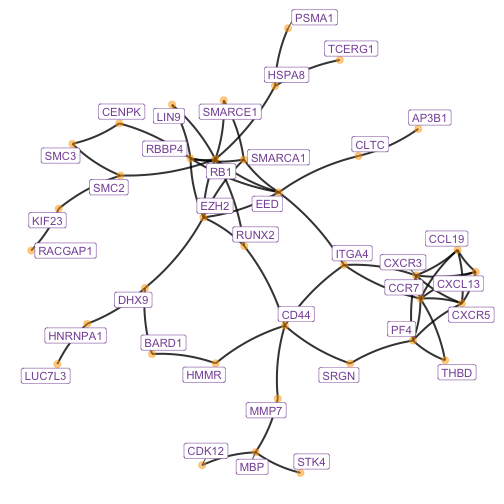 PSMA1
TCERG1
HSPA8
CENPK
LIN9
SMARCE1
AP3B1
SMC3
RBBP4
CLTC
SMARCA1
RB1
SMC2
EZH2
EED
KIF23
RUNX2
CCL19
RACGAP1
ITGA4
CXCR3
CXCL13
CCR7
DHX9
CXCR5
CD44
PF4
HNRNPA1
BARD1
LUC7L3
HMMR
SRGN
THBD
MMP7
CDK12
MBP
STK4